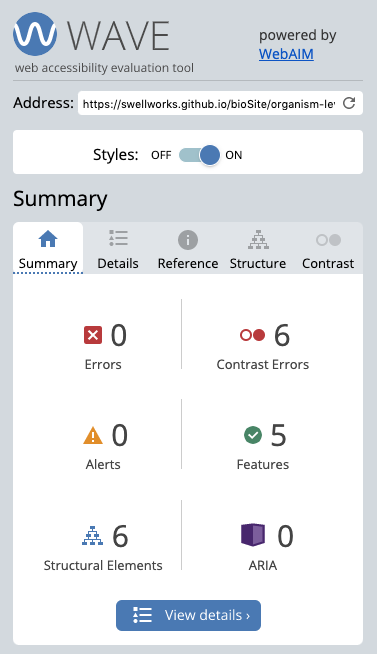 WAVE
web accessibility evaluation tool
powered by
WebAIM
Address: https://swellworks.github.io/bioSite/organism-le
Styles: OFF ON
Summary
Summary Details Reference Structure Contrast
0 6
Errors Contrast Errors
0 5
Alerts Features
6 0
Structural Elements ARIA
View details ›